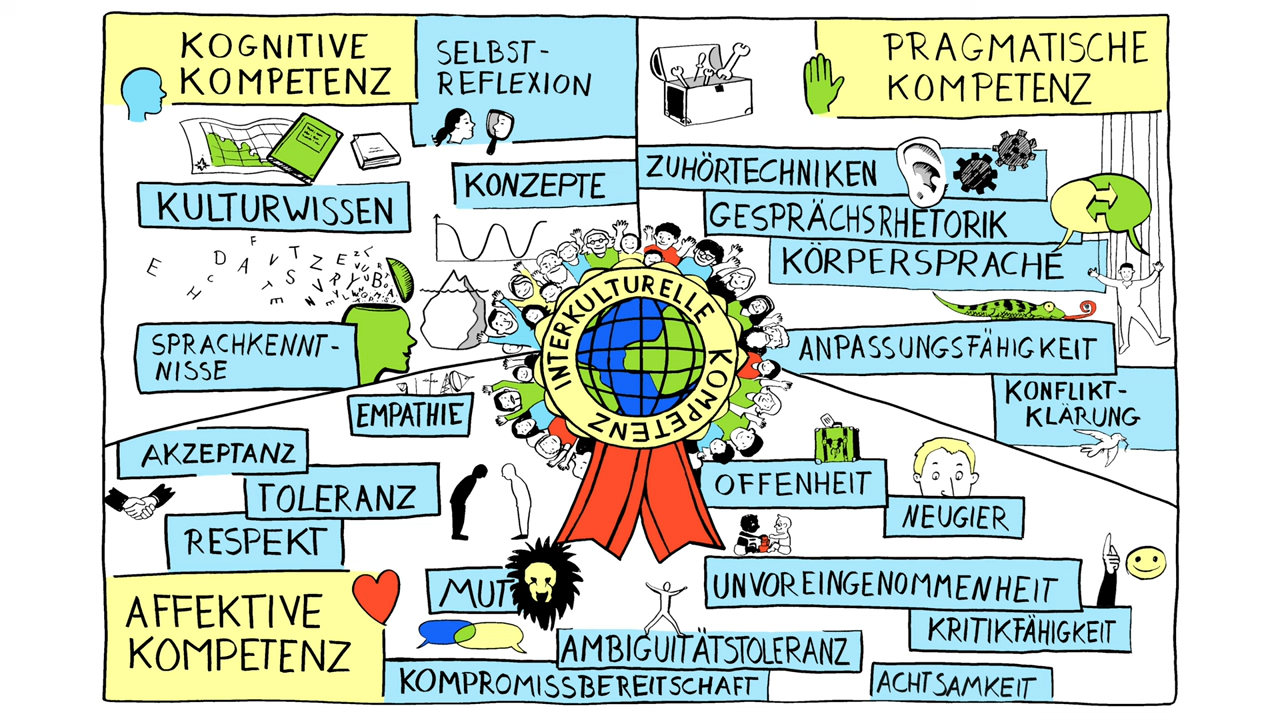 KOGNITIVE
KOMPETENZ
SELBST-
REFLEXION
KONZEPTE
KULTURWISSEN
SPRACHKENNT-
NISSE
PRAGMATISCHE
KOMPETENZ
ZUHÖRTECHNIKEN
GESPRÄCHSRHETORIK
KÖRPERSPRACHE
ANPASSUNGSFÄHIGKEIT
KONFLIKT-
KLÄRUNG
INTERKULTURELLE KOMPETENZ
EMPATHIE
AKZEPTANZ
TOLERANZ
RESPEKT
AFFEKTIVE
KOMPETENZ
MUT
OFFENHEIT
NEUGIER
UNVOREINGENOMMENHEIT
KRITIKFÄHIGKEIT
AMBIGUITÄTSTOLERANZ
KOMPROMISSBEREITSCHAFT
ACHTSAMKEIT